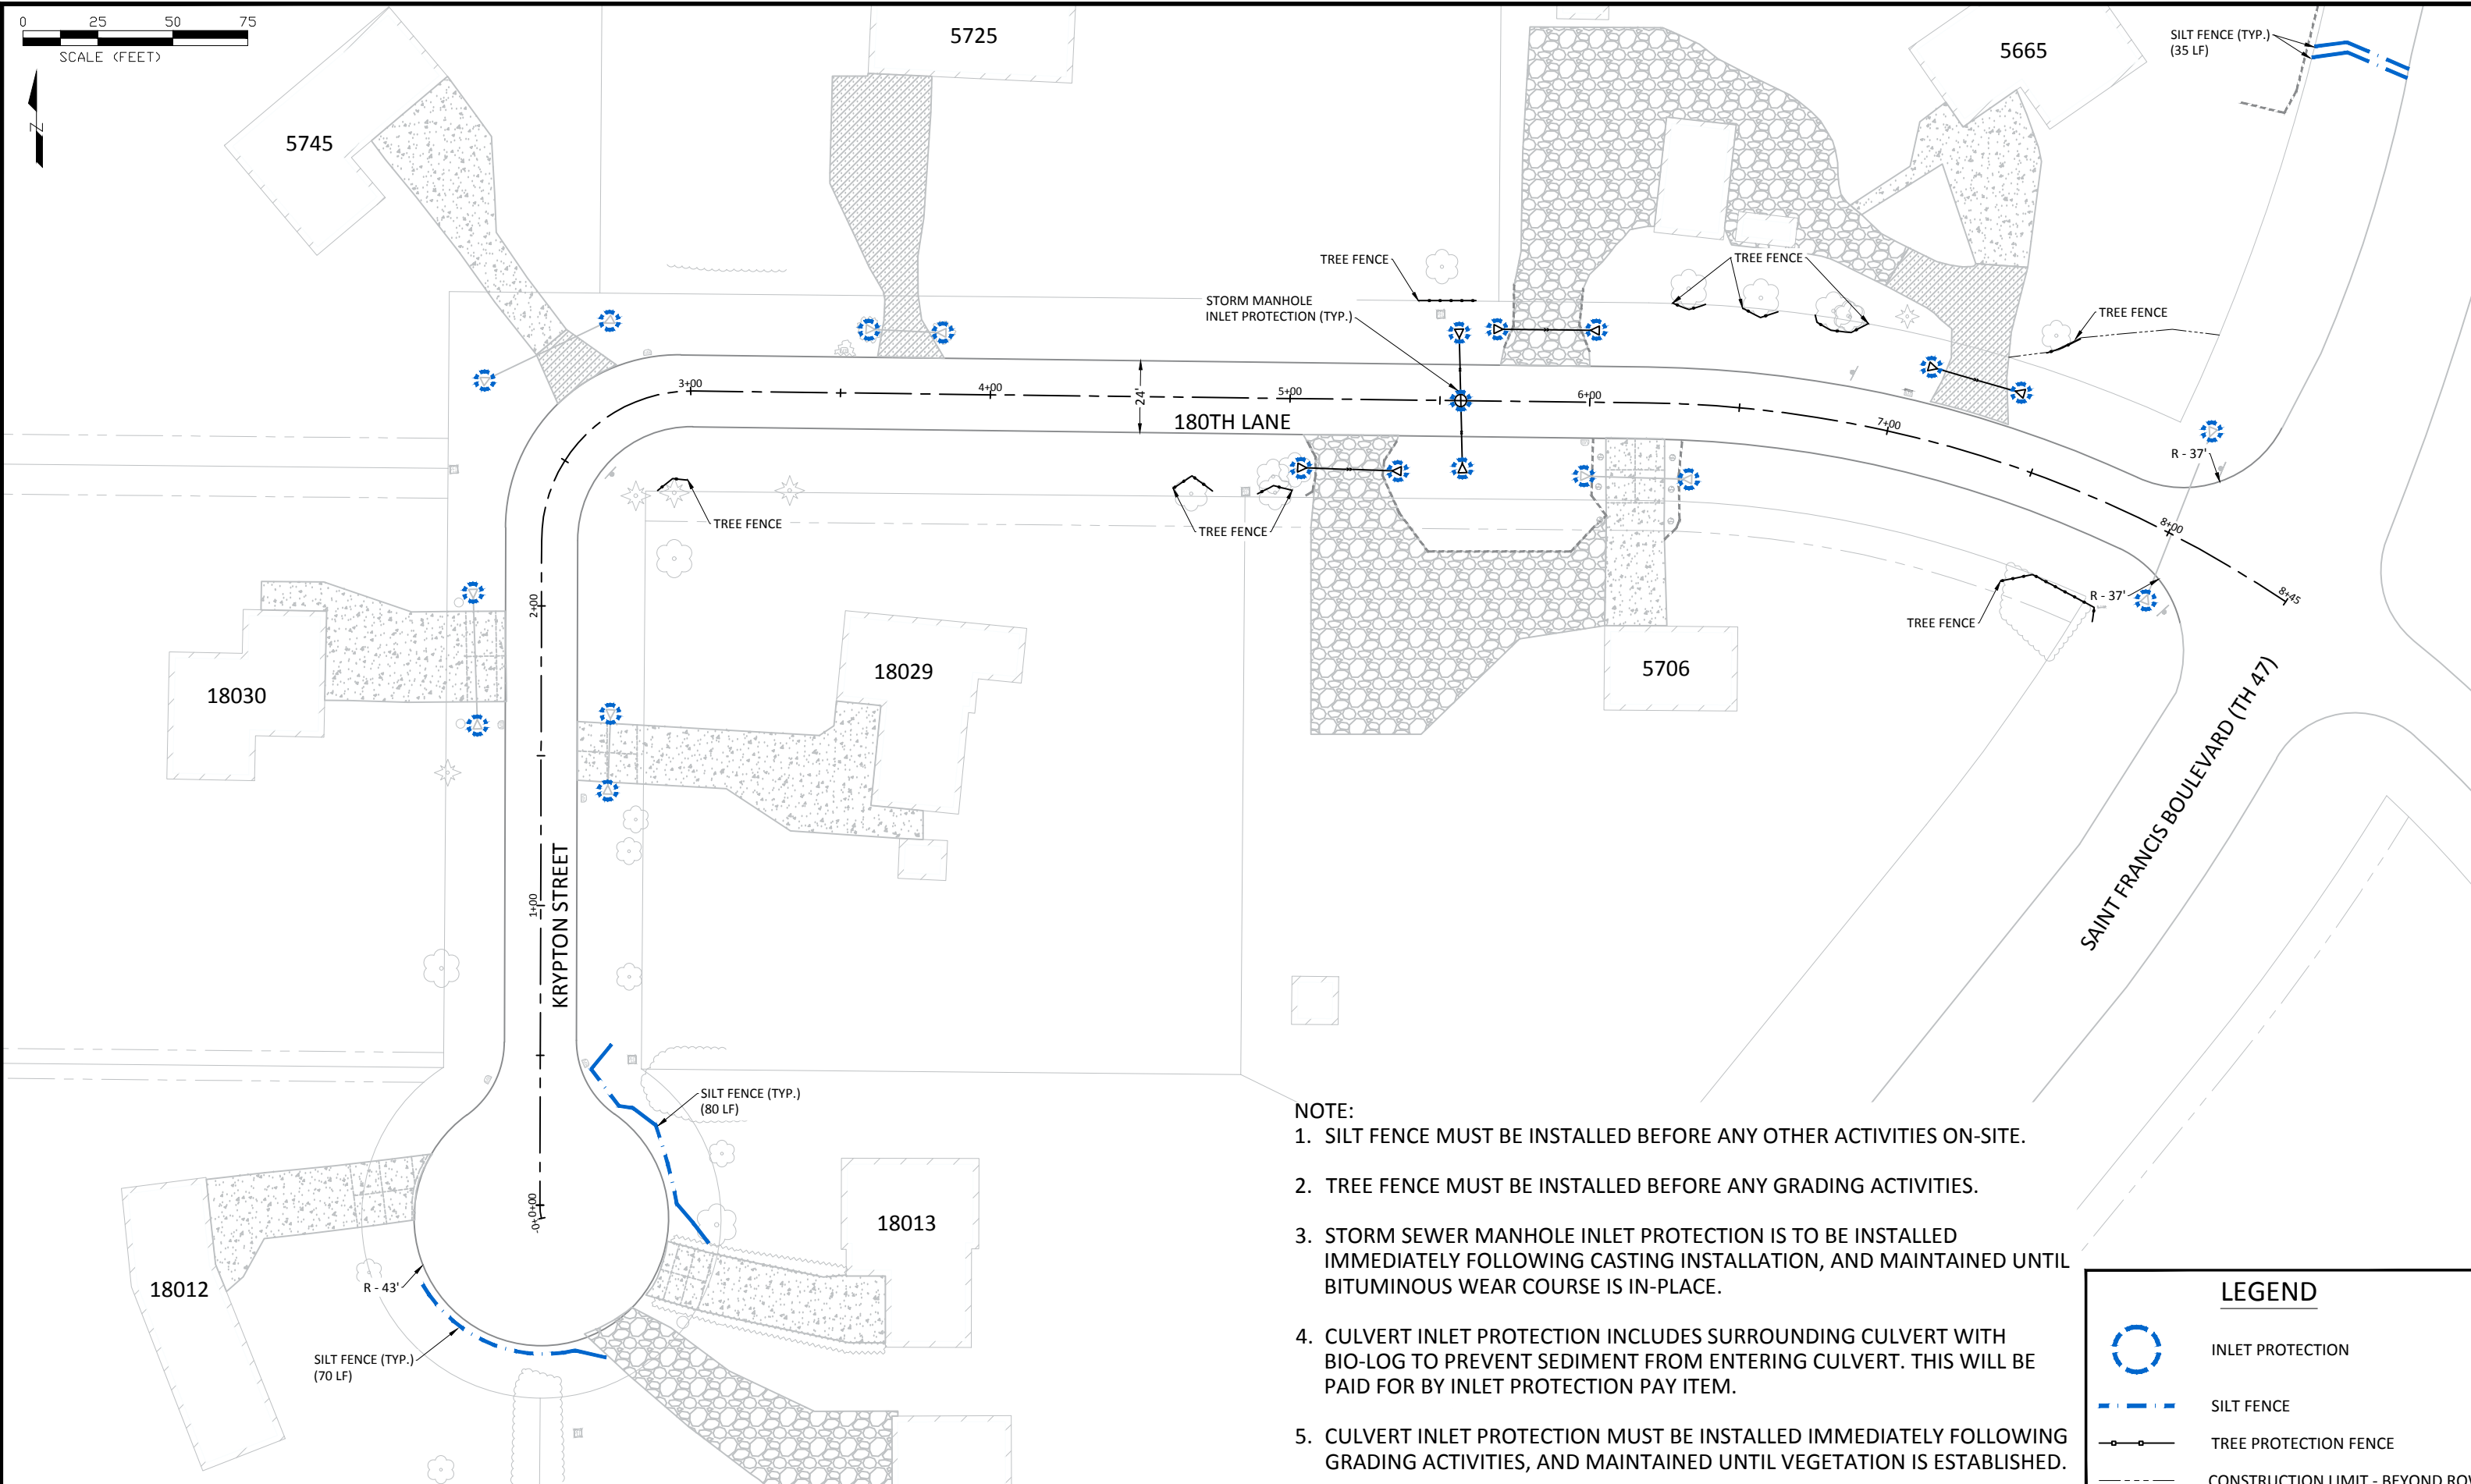 0 25 50 75
SCALE (FEET)
N
5745
5725
5665
SILT FENCE (TYP.)
(35 LF)
TREE FENCE
STORM MANHOLE
INLET PROTECTION (TYP.)
TREE FENCE
TREE FENCE
3+00
4+00
5+00
6+00
7+00
8+00
8+45
24'
180TH LANE
R - 37'
TREE FENCE
TREE FENCE
R - 37'
TREE FENCE
2+00
18030
18029
5706
SAINT FRANCIS BOULEVARD (TH 47)
1+00
KRYPTON STREET
SILT FENCE (TYP.)
(80 LF)
0+00
18013
18012
R - 43'
SILT FENCE (TYP.)
(70 LF)
NOTE:
1. SILT FENCE MUST BE INSTALLED BEFORE ANY OTHER ACTIVITIES ON-SITE.
2. TREE FENCE MUST BE INSTALLED BEFORE ANY GRADING ACTIVITIES.
3. STORM SEWER MANHOLE INLET PROTECTION IS TO BE INSTALLED
IMMEDIATELY FOLLOWING CASTING INSTALLATION, AND MAINTAINED UNTIL
BITUMINOUS WEAR COURSE IS IN-PLACE.
4. CULVERT INLET PROTECTION INCLUDES SURROUNDING CULVERT WITH
BIO-LOG TO PREVENT SEDIMENT FROM ENTERING CULVERT. THIS WILL BE
PAID FOR BY INLET PROTECTION PAY ITEM.
5. CULVERT INLET PROTECTION MUST BE INSTALLED IMMEDIATELY FOLLOWING
GRADING ACTIVITIES, AND MAINTAINED UNTIL VEGETATION IS ESTABLISHED.
LEGEND
INLET PROTECTION
SILT FENCE
TREE PROTECTION FENCE
CONSTRUCTION LIMIT - BEYOND ROW